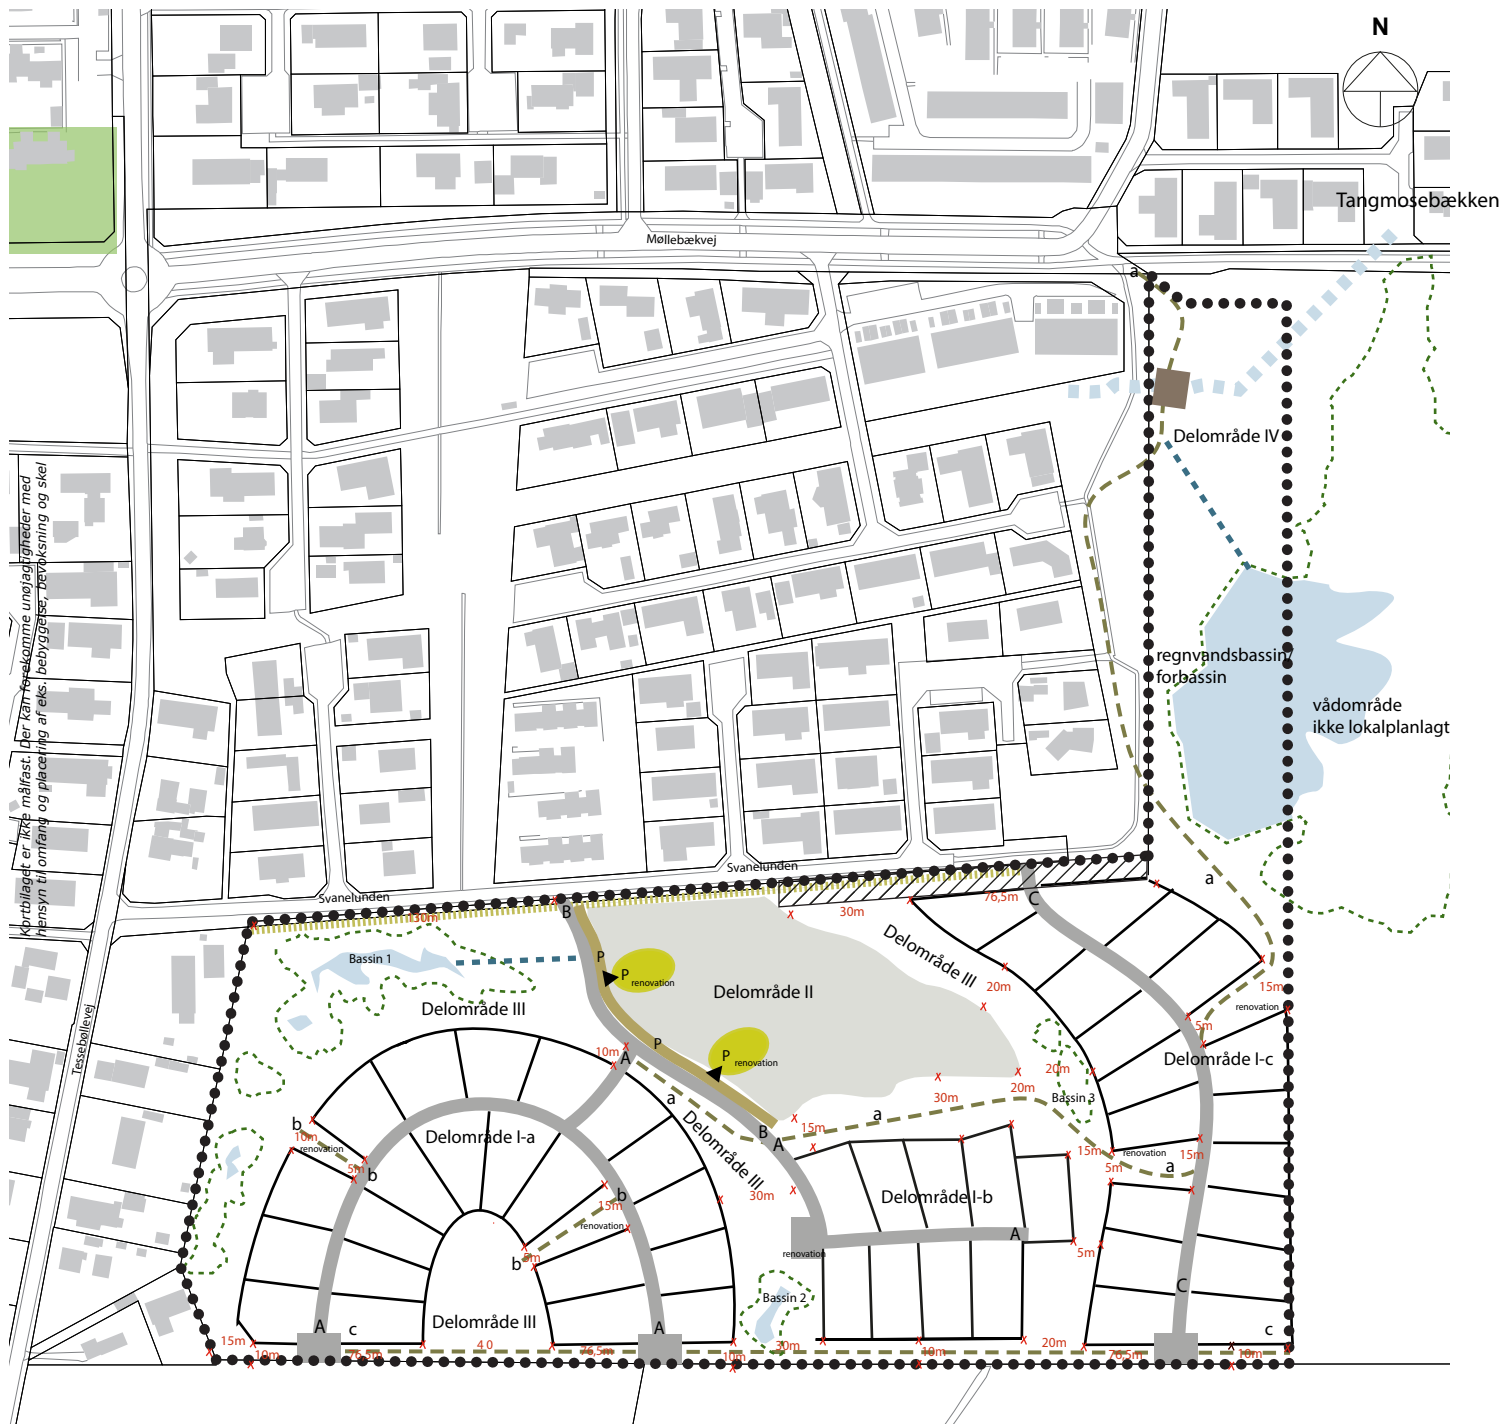 N
Tangmosebækken
Møllebækvej
a
Delområde IV
Kortbilaget er ikke målfast. Der kan forekomme unøjagtigheder med
hensyn til omfang og placering af eks. bebyggelse, bevoksning og skel
regnvandsbassin/
forbassin
vådområde
ikke lokalplanlagt
Svanelunden
a
Svanelunden
130m
B
30m
76,5m
C
Bassin 1
P
P
renovation
Delområde II
Delområde III
20m
15m
renovation
Delområde III
5m
Tessebøllevej
10m
A
P
P
renovation
20m
Delområde I-c
20m
30m
Bassin 3
a
a
b
10m
renovation
Delområde I-a
Delområde III
15m
B
A
5m
b
15m
renovation
15m
5m
a
b
15m
renovation
30m
Delområde I-b
b
5m
renovation
A
5m
Bassin 2
C
A
c
Delområde III
A
c
15m
10m
76,5m
40
76,5m
10m
30m
10m
20m
76,5m
10m